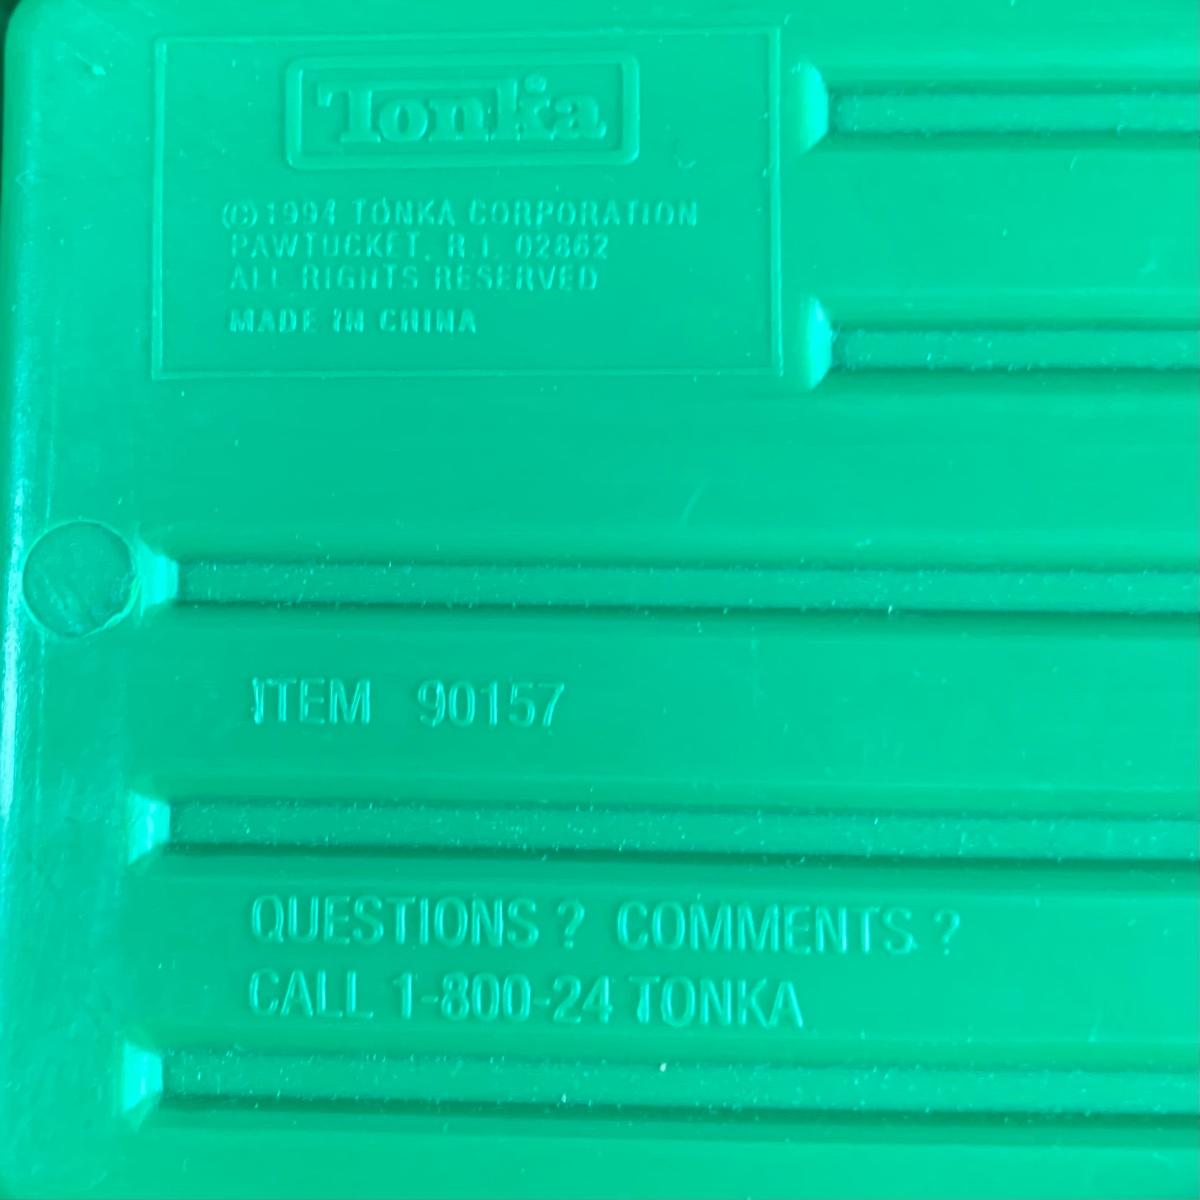 Tonka
© 1994 TONKA CORPORATION
PAWTUCKET, R.I. 02862
ALL RIGHTS RESERVED
MADE IN CHINA
ITEM 90157
QUESTIONS ? COMMENTS ?
CALL 1-800-24 TONKA